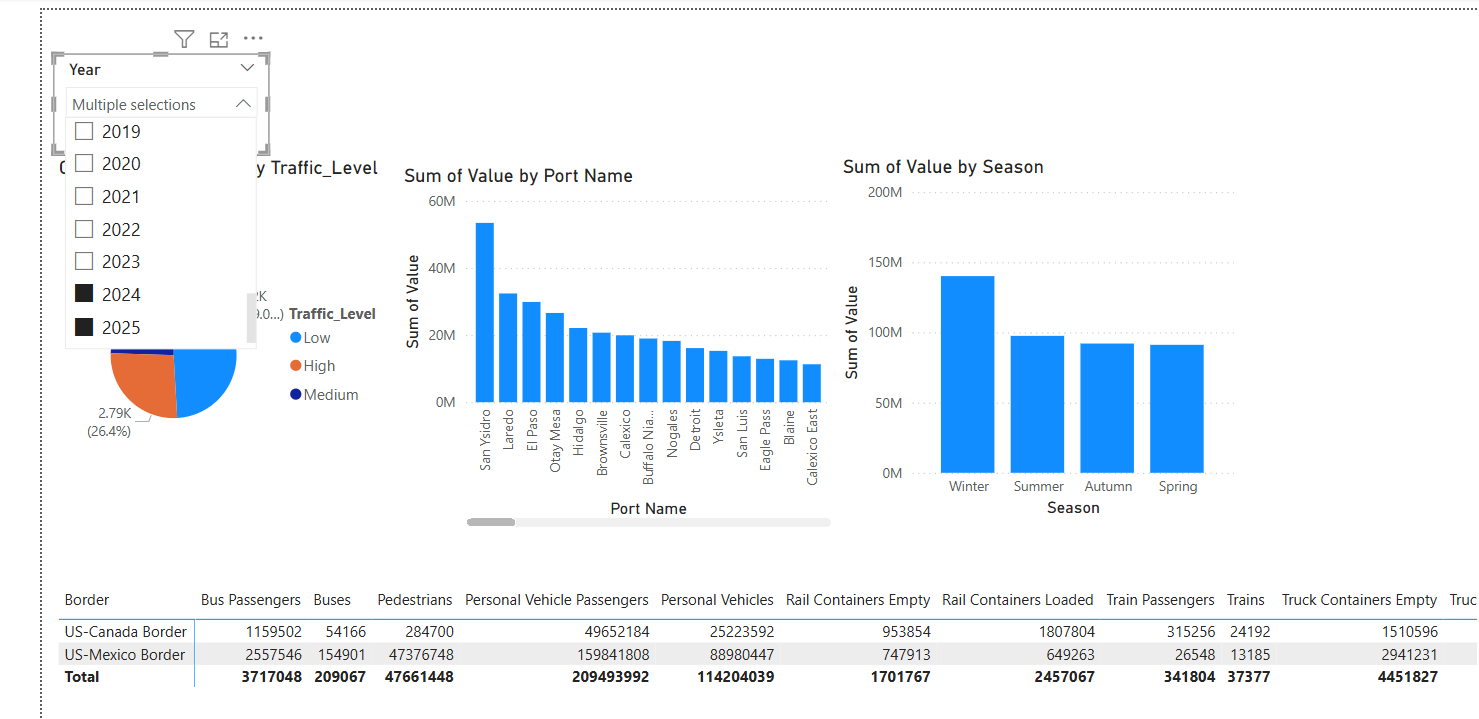 Year
Multiple selections
2019
2020
2021
2022
2023
2024
2025
y Traffic_Level
2K
9.0...)
Traffic_Level
Low
High
Medium
2.79K
(26.4%)
Sum of Value by Port Name
60M
40M
20M
0M
Sum of Value
San Ysidro
Laredo
El Paso
Otay Mesa
Hidalgo
Brownsville
Calexico
Buffalo Nia...
Nogales
Detroit
Ysleta
San Luis
Eagle Pass
Blaine
Calexico East
Port Name
Sum of Value by Season
200M
150M
100M
50M
0M
Sum of Value
Winter Summer Autumn Spring
Season
Border Bus Passengers Buses Pedestrians Personal Vehicle Passengers Personal Vehicles Rail Containers Empty Rail Containers Loaded Train Passengers Trains Truck Containers Empty Truc
US-Canada Border 1159502 54166 284700 49652184 25223592 953854 1807804 315256 24192 1510596
US-Mexico Border 2557546 154901 47376748 159841808 88980447 747913 649263 26548 13185 2941231
Total 3717048 209067 47661448 209493992 114204039 1701767 2457067 341804 37377 4451827